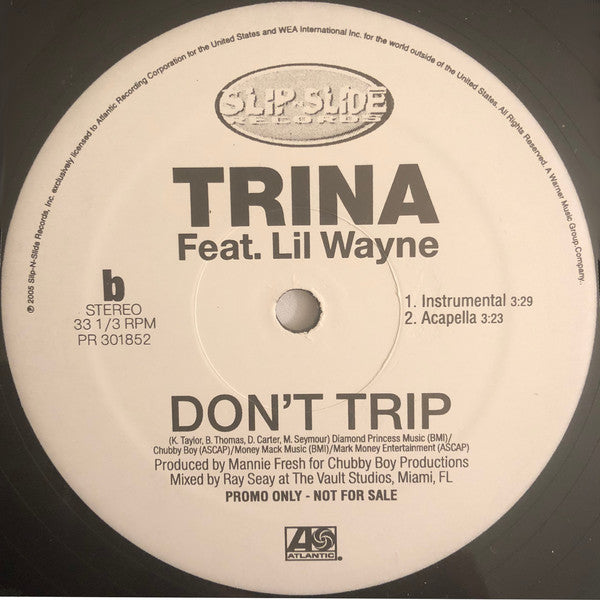 ℗ 2005 Slip-N-Slide Records, Inc. exclusively licensed to Atlantic Recording Corporation for the United States and WEA International Inc. for the world outside of the United States. All Rights Reserved. A Warner Music Group Company.
SLIP·N·SLIDE
RECORDS
TRINA
Feat. Lil Wayne
b
STEREO
33 1/3 RPM
PR 301852
1. Instrumental 3:29
2. Acapella 3:23
DON'T TRIP
(K. Taylor, B. Thomas, D. Carter, M. Seymour) Diamond Princess Music (BMI)/
Chubby Boy (ASCAP)/Money Mack Music (BMI)/Mark Money Entertainment (ASCAP)
Produced by Mannie Fresh for Chubby Boy Productions
Mixed by Ray Seay at The Vault Studios, Miami, FL
PROMO ONLY - NOT FOR SALE
ATLANTIC